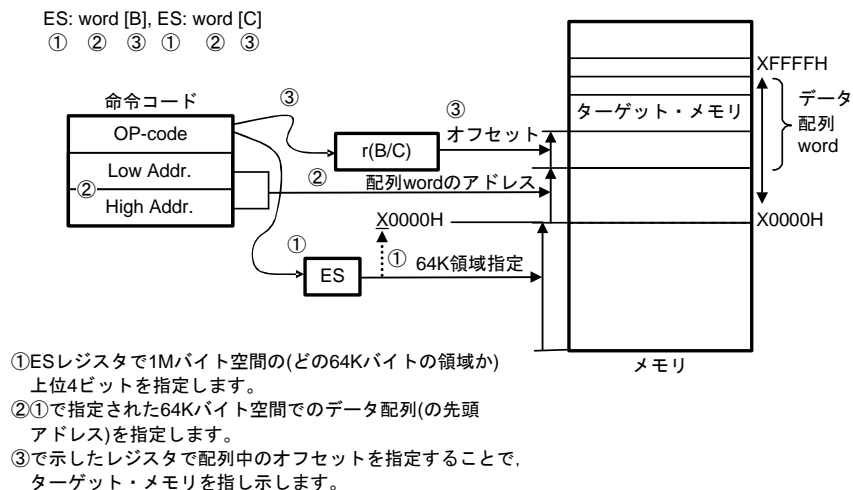 ES: word [B], ES: word [C]
① ② ③ ① ② ③
命令コード
OP-code
Low Addr.
②
High Addr.
③
r(B/C)
③
オフセット
②
配列wordのアドレス
X0000H
①
ES
①
64K領域指定
XFFFFH
ターゲット・メモリ
データ
配列
word
X0000H
メモリ
①ESレジスタで1Mバイト空間の(どの64Kバイトの領域か)
上位4ビットを指定します。
②①で指定された64Kバイト空間でのデータ配列(の先頭
アドレス)を指定します。
③で示したレジスタで配列中のオフセットを指定することで,
ターゲット・メモリを指し示します。